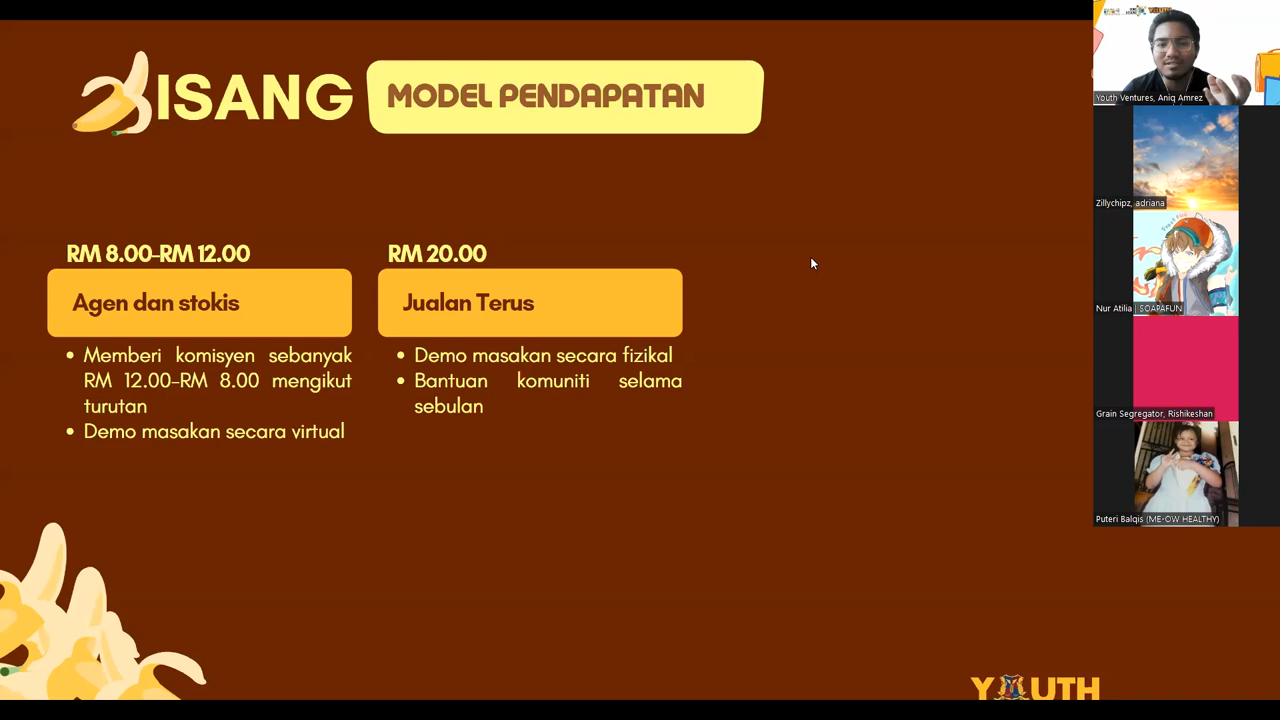 ISANG
MODEL PENDAPATAN
RM 8.00-RM 12.00
Agen dan stokis
• Memberi komisyen sebanyak
RM 12.00-RM 8.00 mengikut
turutan
• Demo masakan secara virtual
RM 20.00
Jualan Terus
• Demo masakan secara fizikal
• Bantuan komuniti selama
sebulan
YOUTH
Youth Ventures, Aniq Amrez
Zillychipz, adriana
Nur Atilia | SOAPAFUN
Grain Segregator, Rishikeshan
Puteri Balqis (ME-OW HEALTHY)